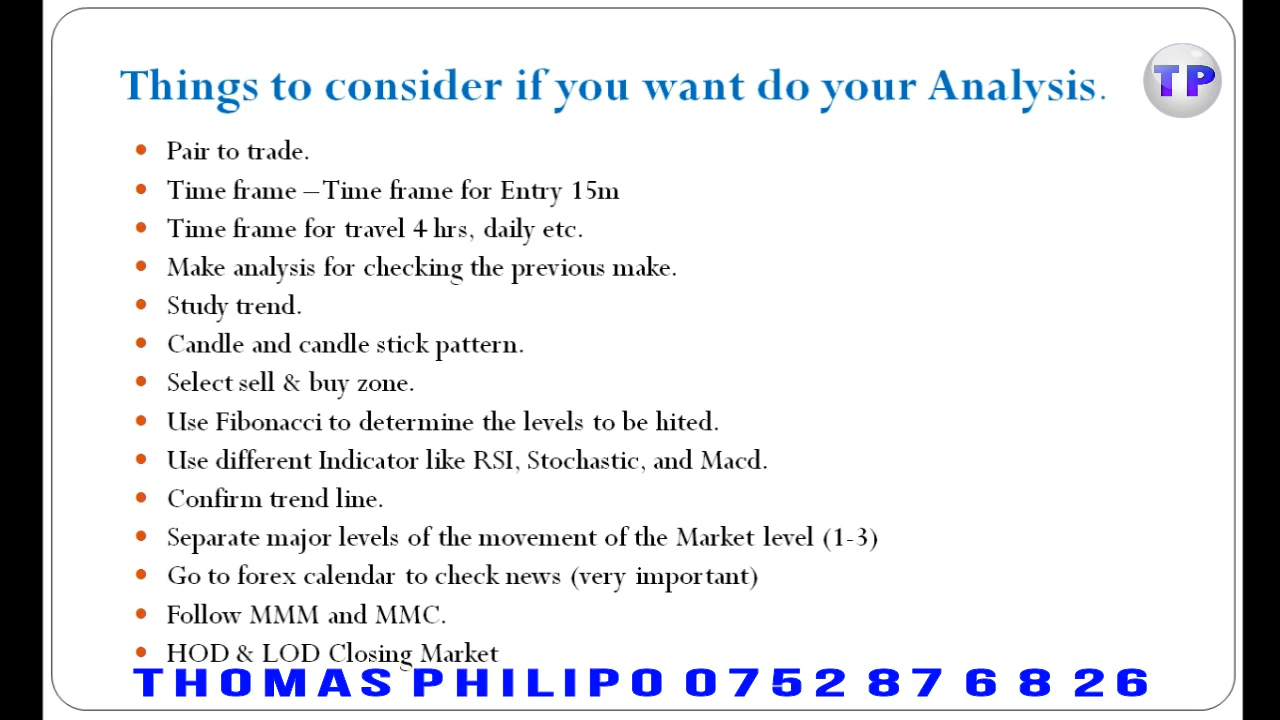 Things to consider if you want do your Analysis.
TP
Pair to trade.
Time frame – Time frame for Entry 15m
Time frame for travel 4 hrs, daily etc.
Make analysis for checking the previous make.
Study trend.
Candle and candle stick pattern.
Select sell & buy zone.
Use Fibonacci to determine the levels to be hited.
Use different Indicator like RSI, Stochastic, and Macd.
Confirm trend line.
Separate major levels of the movement of the Market level (1-3)
Go to forex calendar to check news (very important)
Follow MMM and MMC.
HOD & LOD Closing Market
THOMAS PHILIPO 0752 87 6 8 26